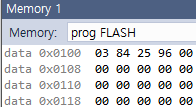 Memory 1
Memory: prog FLASH
data 0x0100 03 84 25 96 00
data 0x0108 00 00 00 00 00
data 0x0110 00 00 00 00 00
data 0x0118 00 00 00 00 00